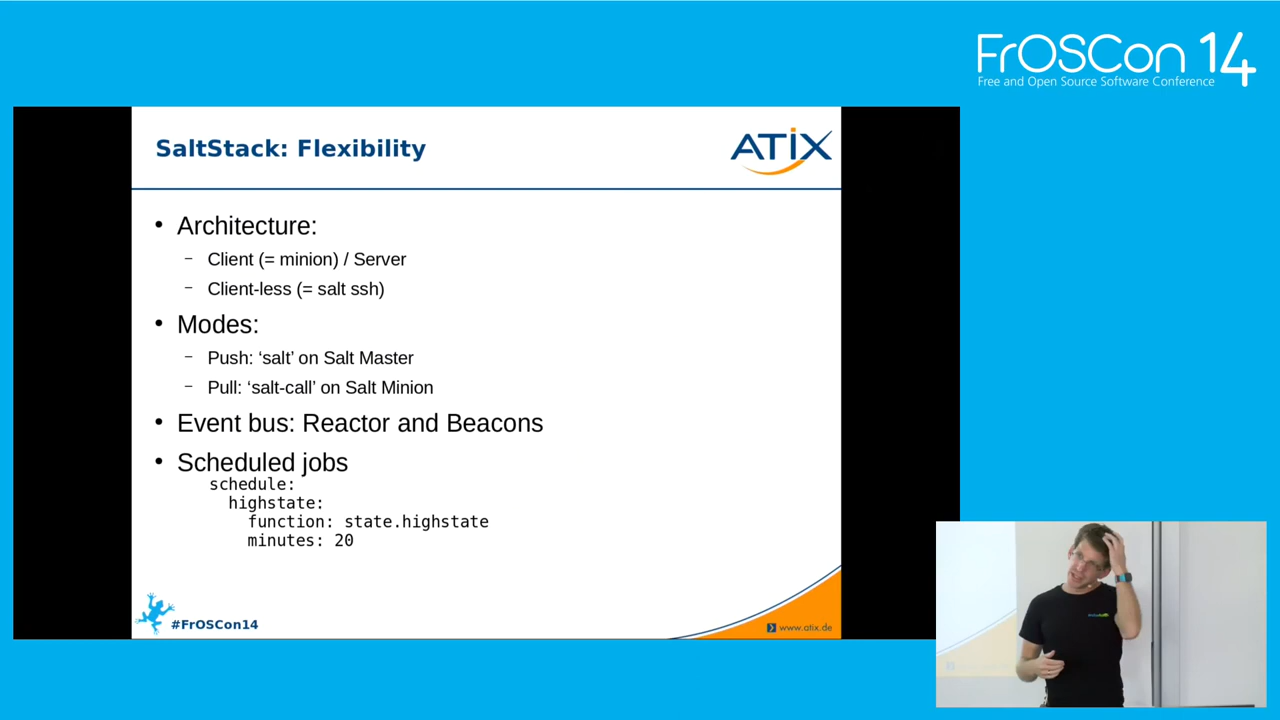 FrOSCon 14
Free and Open Source Software Conference
SaltStack: Flexibility
ATIX
• Architecture:
– Client (= minion) / Server
– Client-less (= salt ssh)
• Modes:
– Push: ‘salt’ on Salt Master
– Pull: ‘salt-call’ on Salt Minion
• Event bus: Reactor and Beacons
• Scheduled jobs
schedule:
highstate:
function: state.highstate
minutes: 20
#FrOSCon14
www.atix.de